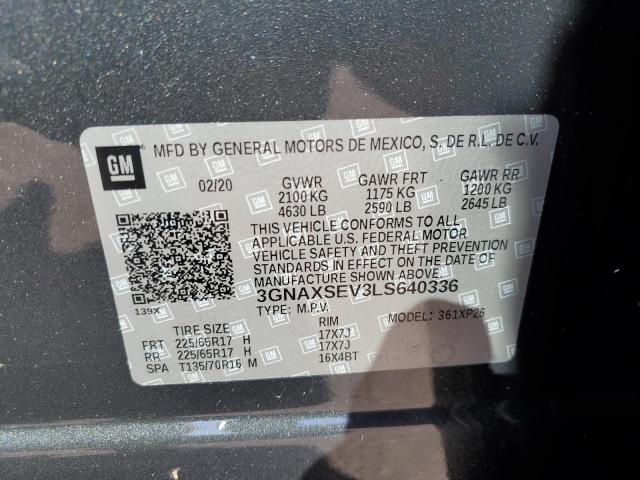 GM MFD BY GENERAL MOTORS DE MEXICO, S. DE R.L. DE C.V.
02/20 GVWR GAWR FRT GAWR RR
2100 KG 1175 KG 1200 KG
4630 LB 2590 LB 2645 LB
THIS VEHICLE CONFORMS TO ALL
APPLICABLE U.S. FEDERAL MOTOR
VEHICLE SAFETY AND THEFT PREVENTION
STANDARDS IN EFFECT ON THE DATE OF
MANUFACTURE SHOWN ABOVE.
3GNAXSEV3LS640336
139X TYPE: M.P.V. MODEL: 361XP26
TIRE SIZE RIM
FRT 225/65R17 H 17X7J
RR 225/65R17 H 17X7J
SPA T135/70R16 M 16X4BT